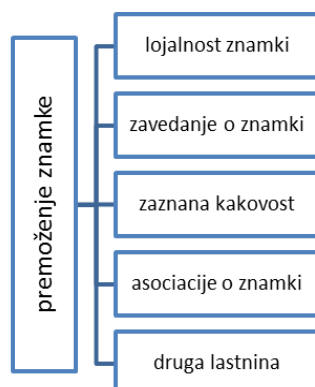 premoženje znamke
lojalnost znamki
zavedanje o znamki
zaznana kakovost
asociacije o znamki
druga lastnina